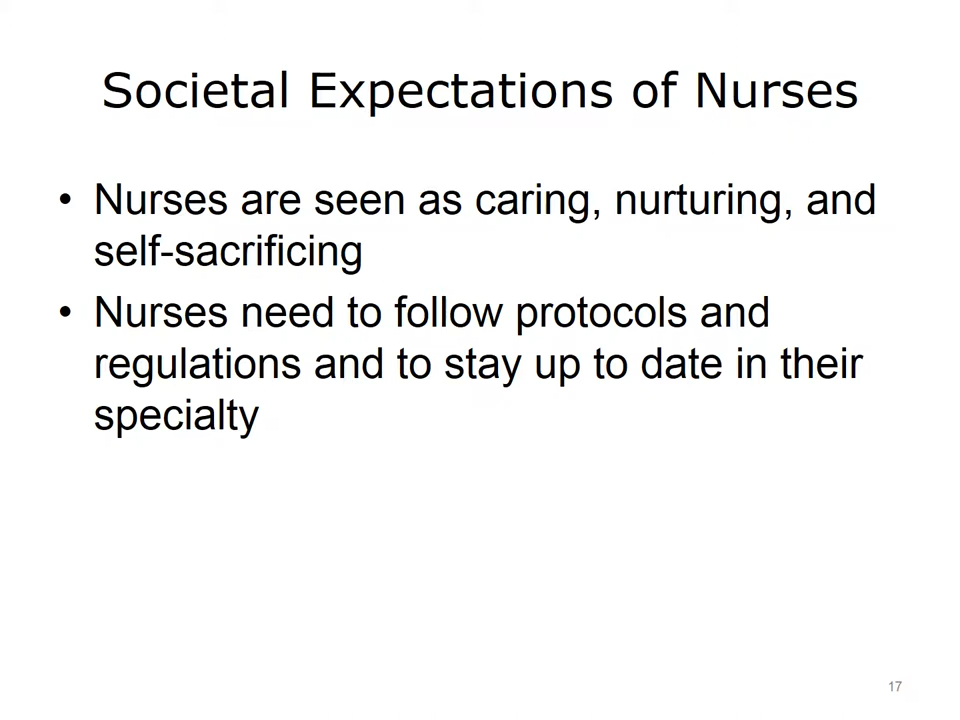 Societal Expectations of Nurses
• Nurses are seen as caring, nurturing, and
self-sacrificing
• Nurses need to follow protocols and
regulations and to stay up to date in their
specialty
17